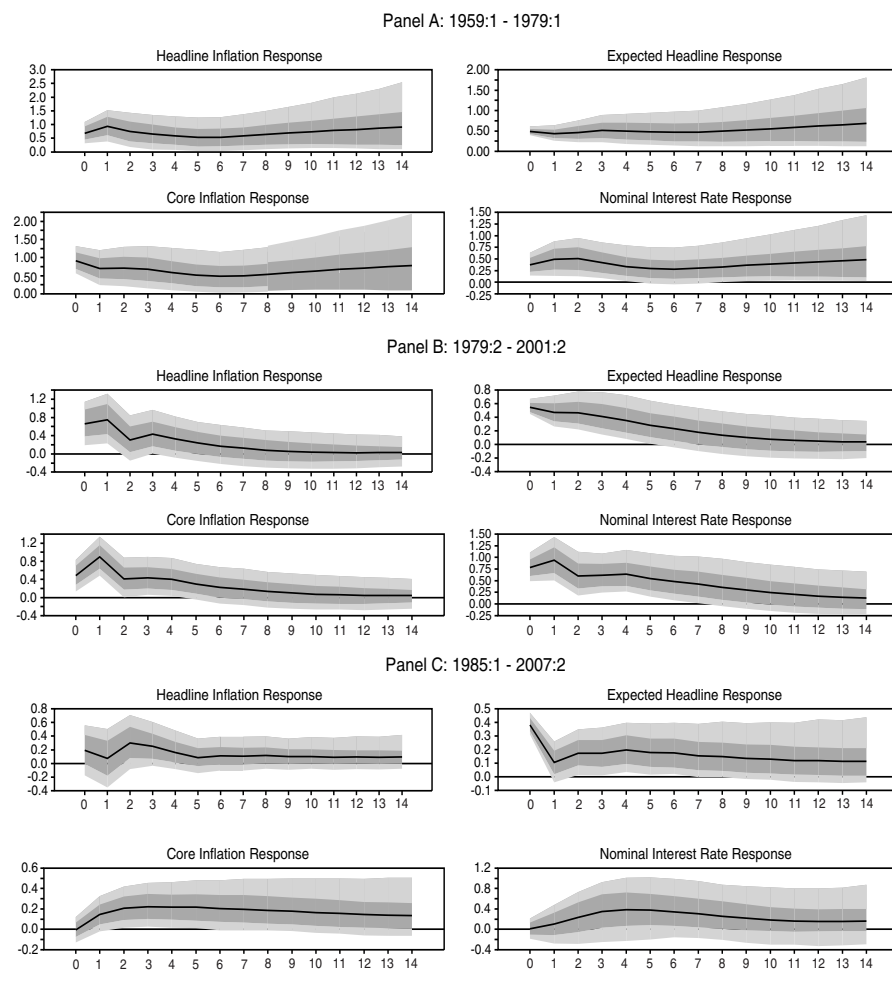 Panel A: 1959:1 - 1979:1
Headline Inflation Response
3.0
2.5
2.0
1.5
1.0
0.5
0.0
0 1 2 3 4 5 6 7 8 9 10 11 12 13 14
Expected Headline Response
2.00
1.50
1.00
0.50
0.00
0 1 2 3 4 5 6 7 8 9 10 11 12 13 14
Core Inflation Response
2.00
1.50
1.00
0.50
0.00
0 1 2 3 4 5 6 7 8 9 10 11 12 13 14
Nominal Interest Rate Response
1.50
1.25
1.00
0.75
0.50
0.25
0.00
-0.25
0 1 2 3 4 5 6 7 8 9 10 11 12 13 14
Panel B: 1979:2 - 2001:2
Headline Inflation Response
1.2
0.8
0.4
0.0
-0.4
0 1 2 3 4 5 6 7 8 9 10 11 12 13 14
Expected Headline Response
0.8
0.6
0.4
0.2
0.0
-0.2
-0.4
0 1 2 3 4 5 6 7 8 9 10 11 12 13 14
Core Inflation Response
1.2
0.8
0.4
0.0
-0.4
0 1 2 3 4 5 6 7 8 9 10 11 12 13 14
Nominal Interest Rate Response
1.50
1.25
1.00
0.75
0.50
0.25
0.00
-0.25
0 1 2 3 4 5 6 7 8 9 10 11 12 13 14
Panel C: 1985:1 - 2007:2
Headline Inflation Response
0.8
0.6
0.4
0.2
0.0
-0.2
-0.4
0 1 2 3 4 5 6 7 8 9 10 11 12 13 14
Expected Headline Response
0.5
0.4
0.3
0.2
0.1
0.0
-0.1
0 1 2 3 4 5 6 7 8 9 10 11 12 13 14
Core Inflation Response
0.6
0.4
0.2
0.0
-0.2
0 1 2 3 4 5 6 7 8 9 10 11 12 13 14
Nominal Interest Rate Response
1.2
0.8
0.4
0.0
-0.4
0 1 2 3 4 5 6 7 8 9 10 11 12 13 14